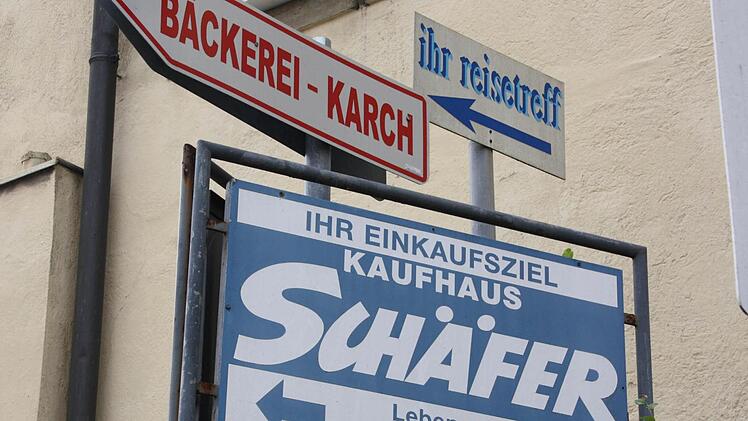 BÄCKEREI - KARCH
ihr reisetreff
IHR EINKAUFSZIEL
KAUFHAUS
SCHÄFER